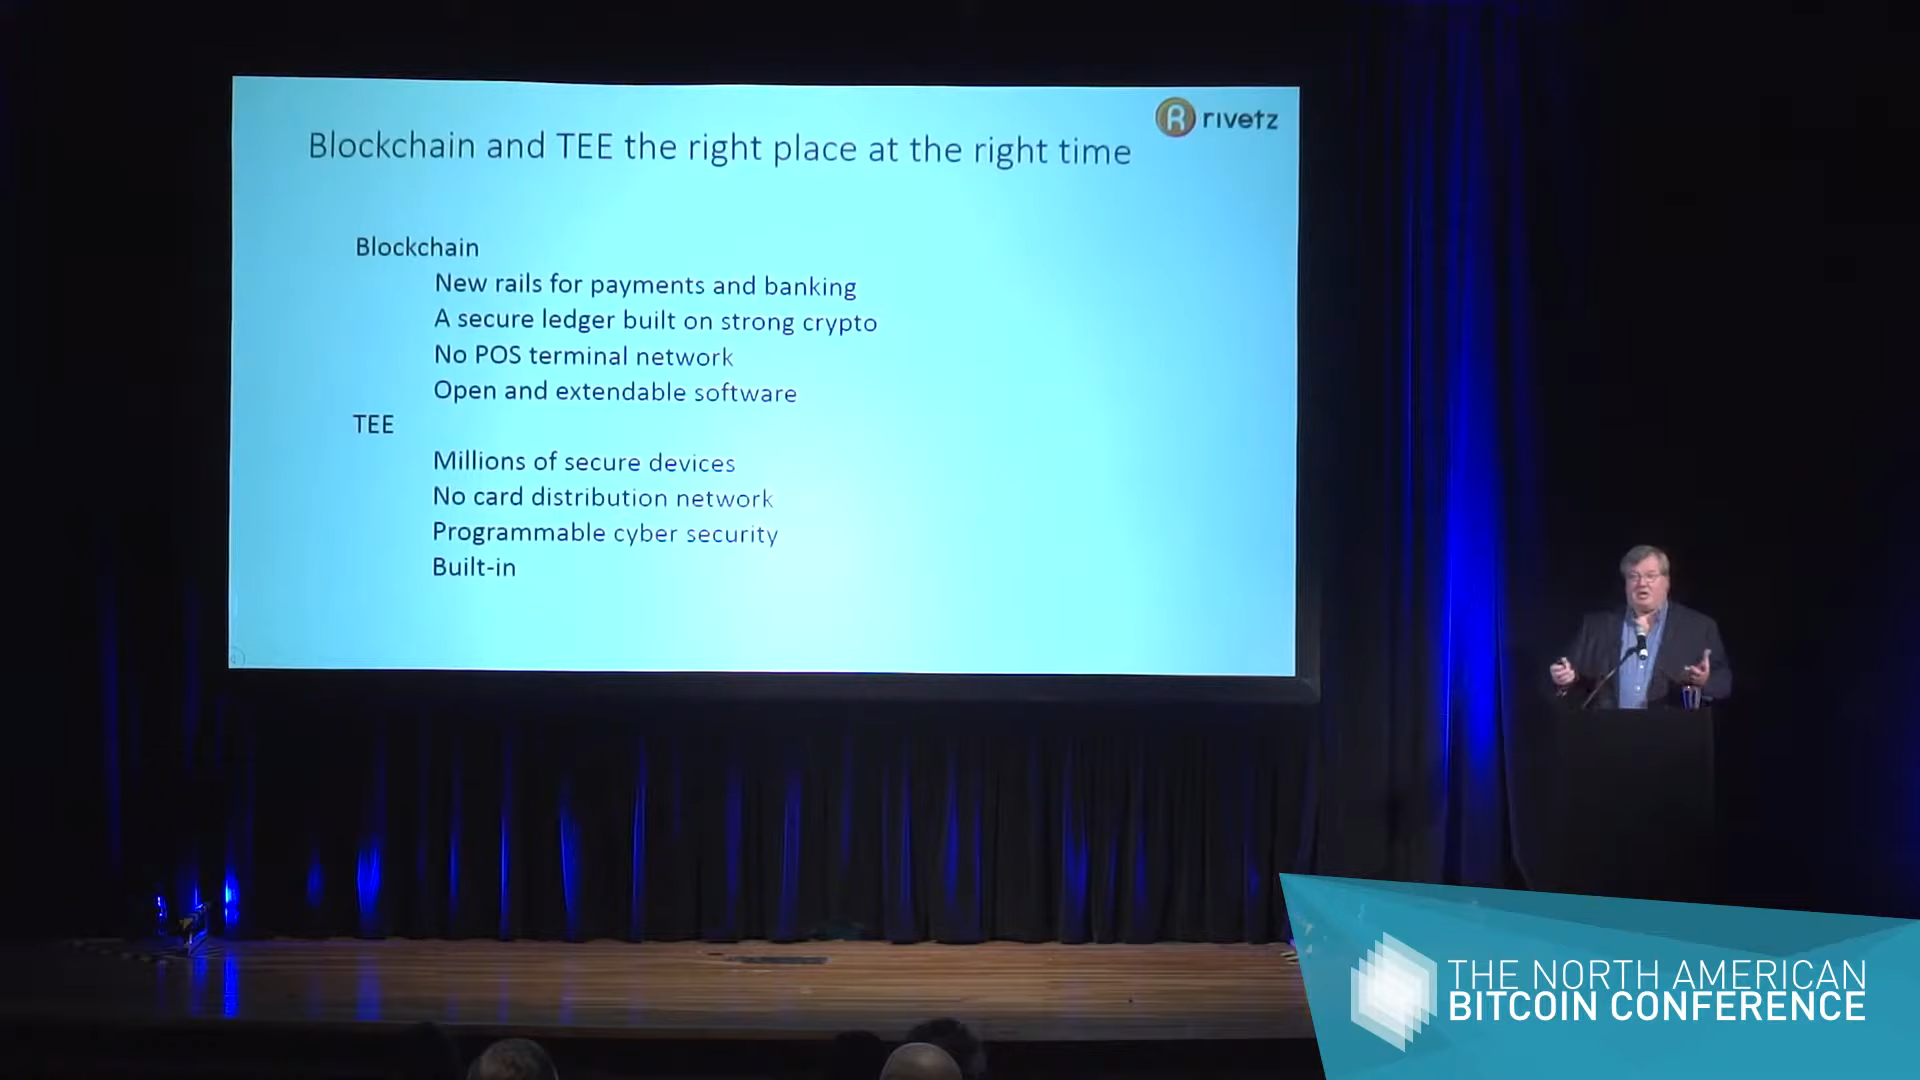 rivetz
Blockchain and TEE the right place at the right time
Blockchain
New rails for payments and banking
A secure ledger built on strong crypto
No POS terminal network
Open and extendable software
TEE
Millions of secure devices
No card distribution network
Programmable cyber security
Built-in
THE NORTH AMERICAN
BITCOIN CONFERENCE